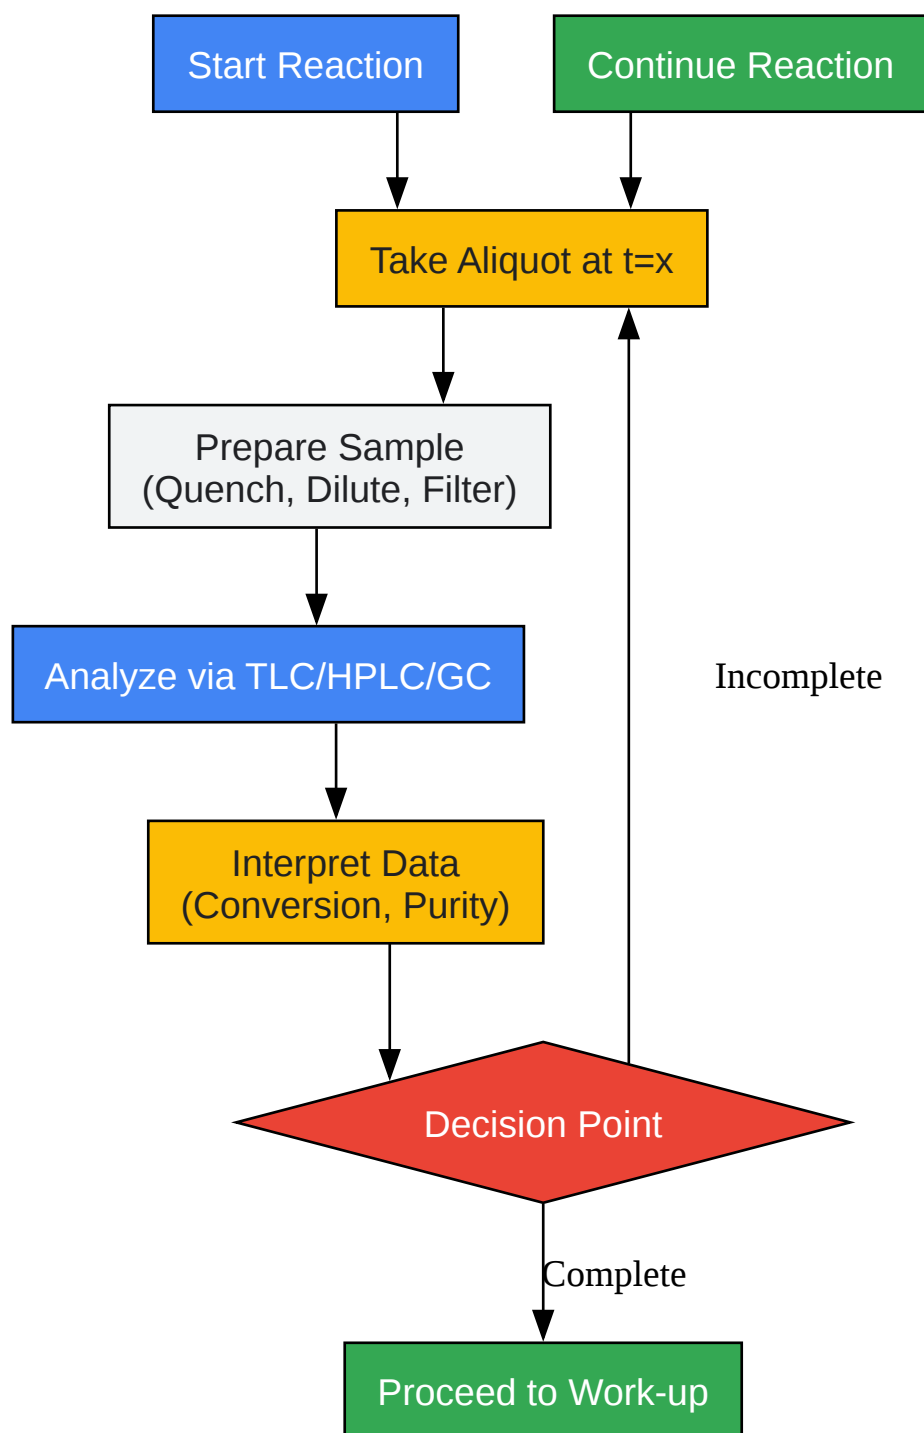 Start Reaction
Continue Reaction
Take Aliquot at t=x
Prepare Sample
(Quench, Dilute, Filter)
Analyze via TLC/HPLC/GC
Incomplete
Interpret Data
(Conversion, Purity)
Decision Point
Complete
Proceed to Work-up